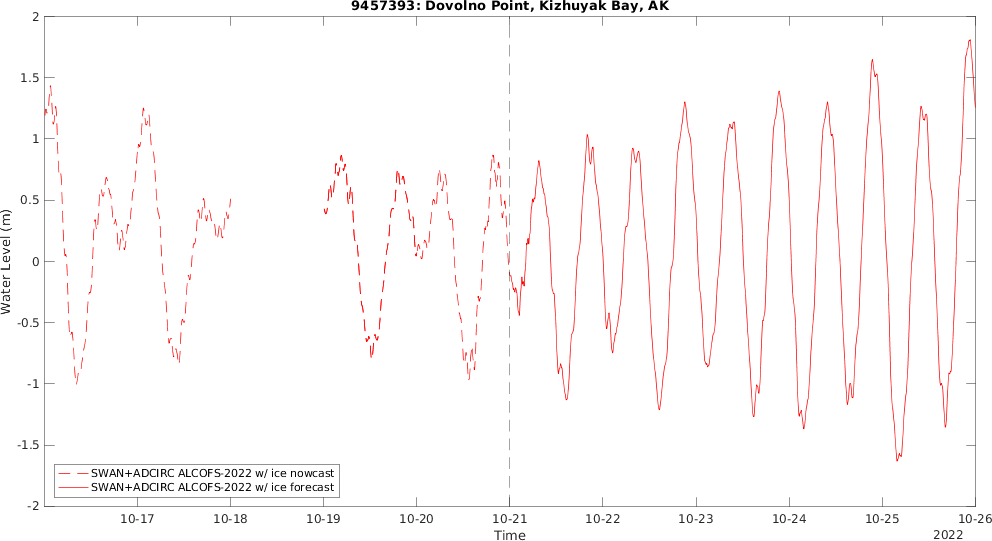 9457393: Dovolno Point, Kizhuyak Bay, AK
2
1.5
1
0.5
0
-0.5
-1
-1.5
-2
Water Level (m)
SWAN+ADCIRC ALCOFS-2022 w/ ice nowcast
SWAN+ADCIRC ALCOFS-2022 w/ ice forecast
10-17 10-18 10-19 10-20 10-21 10-22 10-23 10-24 10-25 10-26
Time
2022